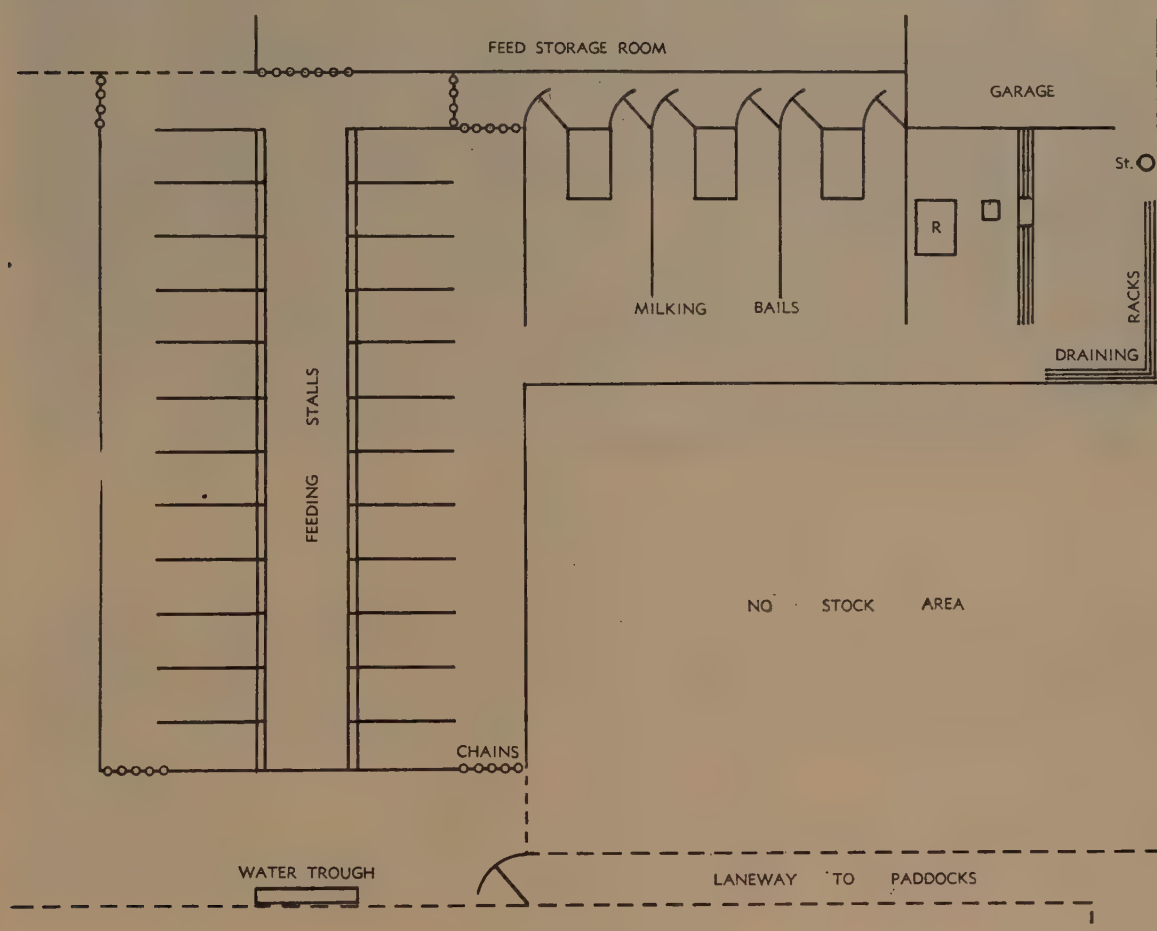 FEED STORAGE ROOM
GARAGE
St.
R
RACKS
MILKING BAILS
DRAINING
FEEDING STALLS
NO STOCK AREA
CHAINS
WATER TROUGH
LANEWAY TO PADDOCKS